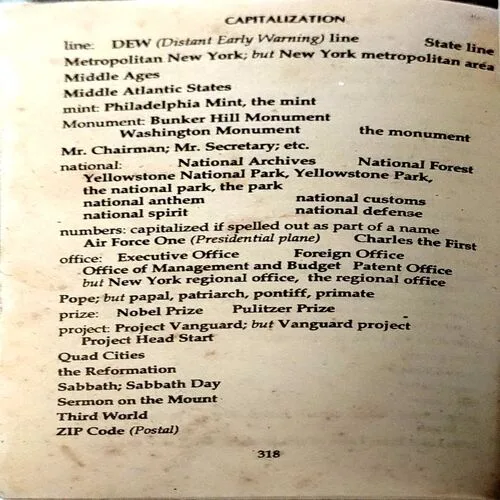 CAPITALIZATION
line: DEW (Distant Early Warning) line State line
Metropolitan New York; but New York metropolitan area
Middle Ages
Middle Atlantic States
mint: Philadelphia Mint, the mint
Monument: Bunker Hill Monument
Washington Monument the monument
Mr. Chairman; Mr. Secretary; etc.
national: National Archives National Forest
Yellowstone National Park, Yellowstone Park,
the national park, the park
national anthem national customs
national spirit national defense
numbers: capitalized if spelled out as part of a name
Air Force One (Presidential plane) Charles the First
office: Executive Office Foreign Office
Office of Management and Budget Patent Office
but New York regional office, the regional office
Pope; but papal, patriarch, pontiff, primate
prize: Nobel Prize Pulitzer Prize
project: Project Vanguard; but Vanguard project
Project Head Start
Quad Cities
the Reformation
Sabbath; Sabbath Day
Sermon on the Mount
Third World
ZIP Code (Postal)
318